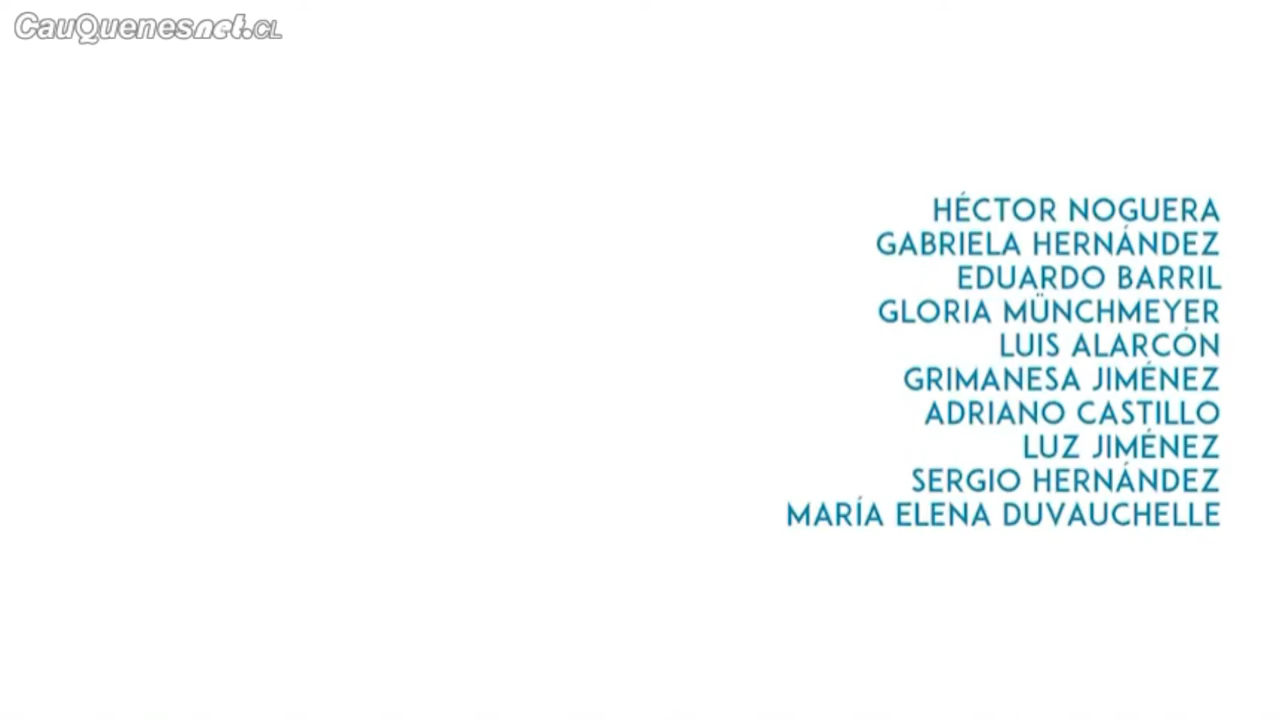 CauQuenesnet.CL
HÉCTOR NOGUERA
GABRIELA HERNÁNDEZ
EDUARDO BARRIL
GLORIA MÜNCHMEYER
LUIS ALARCÓN
GRIMANESA JIMÉNEZ
ADRIANO CASTILLO
LUZ JIMÉNEZ
SERGIO HERNÁNDEZ
MARÍA ELENA DUVAUCHELLE